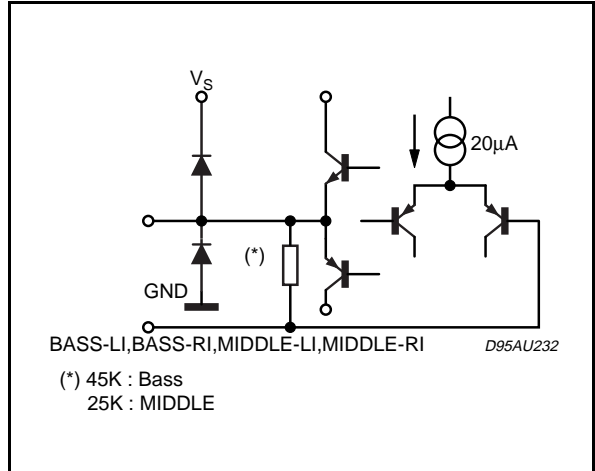 VS
20μA
(*)
GND
BASS-LI,BASS-RI,MIDDLE-LI,MIDDLE-RI
D95AU232
(*) 45K : Bass
25K : MIDDLE